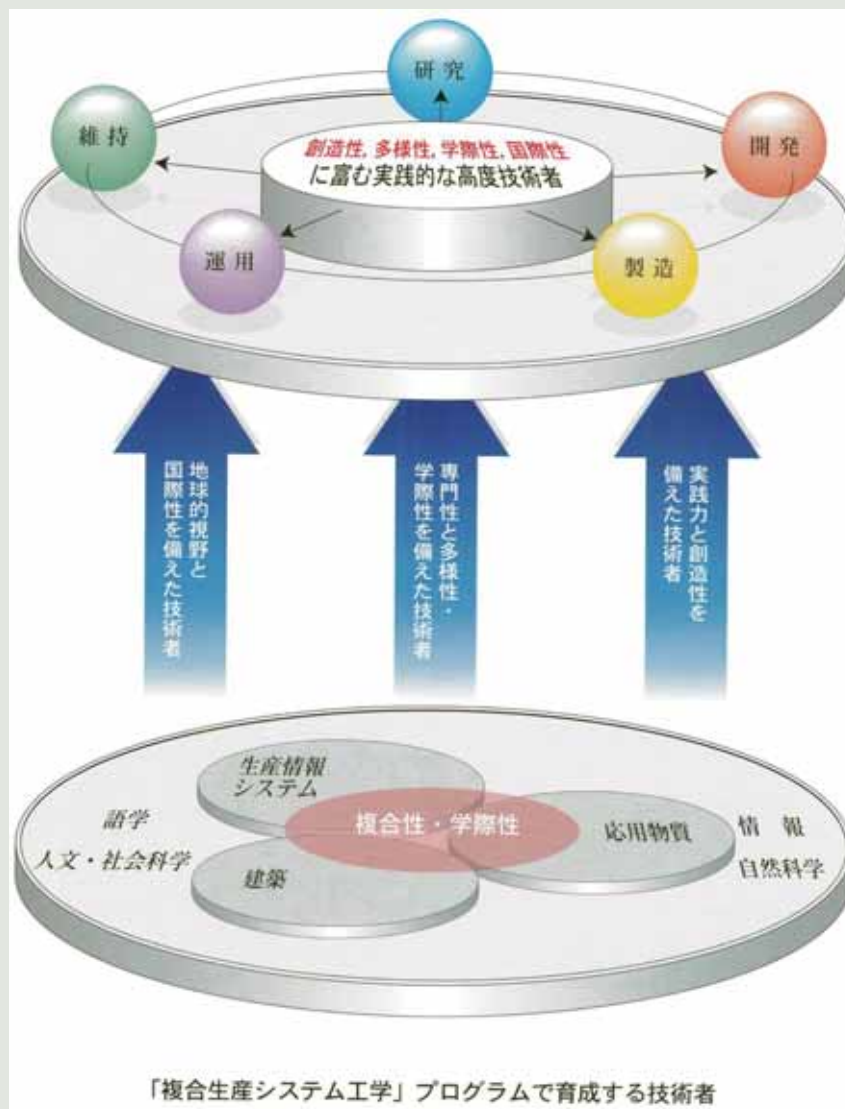 研究
維持
開発
創造性, 多様性, 学際性, 国際性
に富む実践的な高度技術者
運用
製造
地球的視野と
国際性を備えた技術者
専門性と多様性・
学際性を備えた技術者
実践力と創造性を
備えた技術者
生産情報
システム
語学
人文・社会科学
複合性・学際性
応用物質
情報
自然科学
建築
「複合生産システム工学」プログラムで育成する技術者